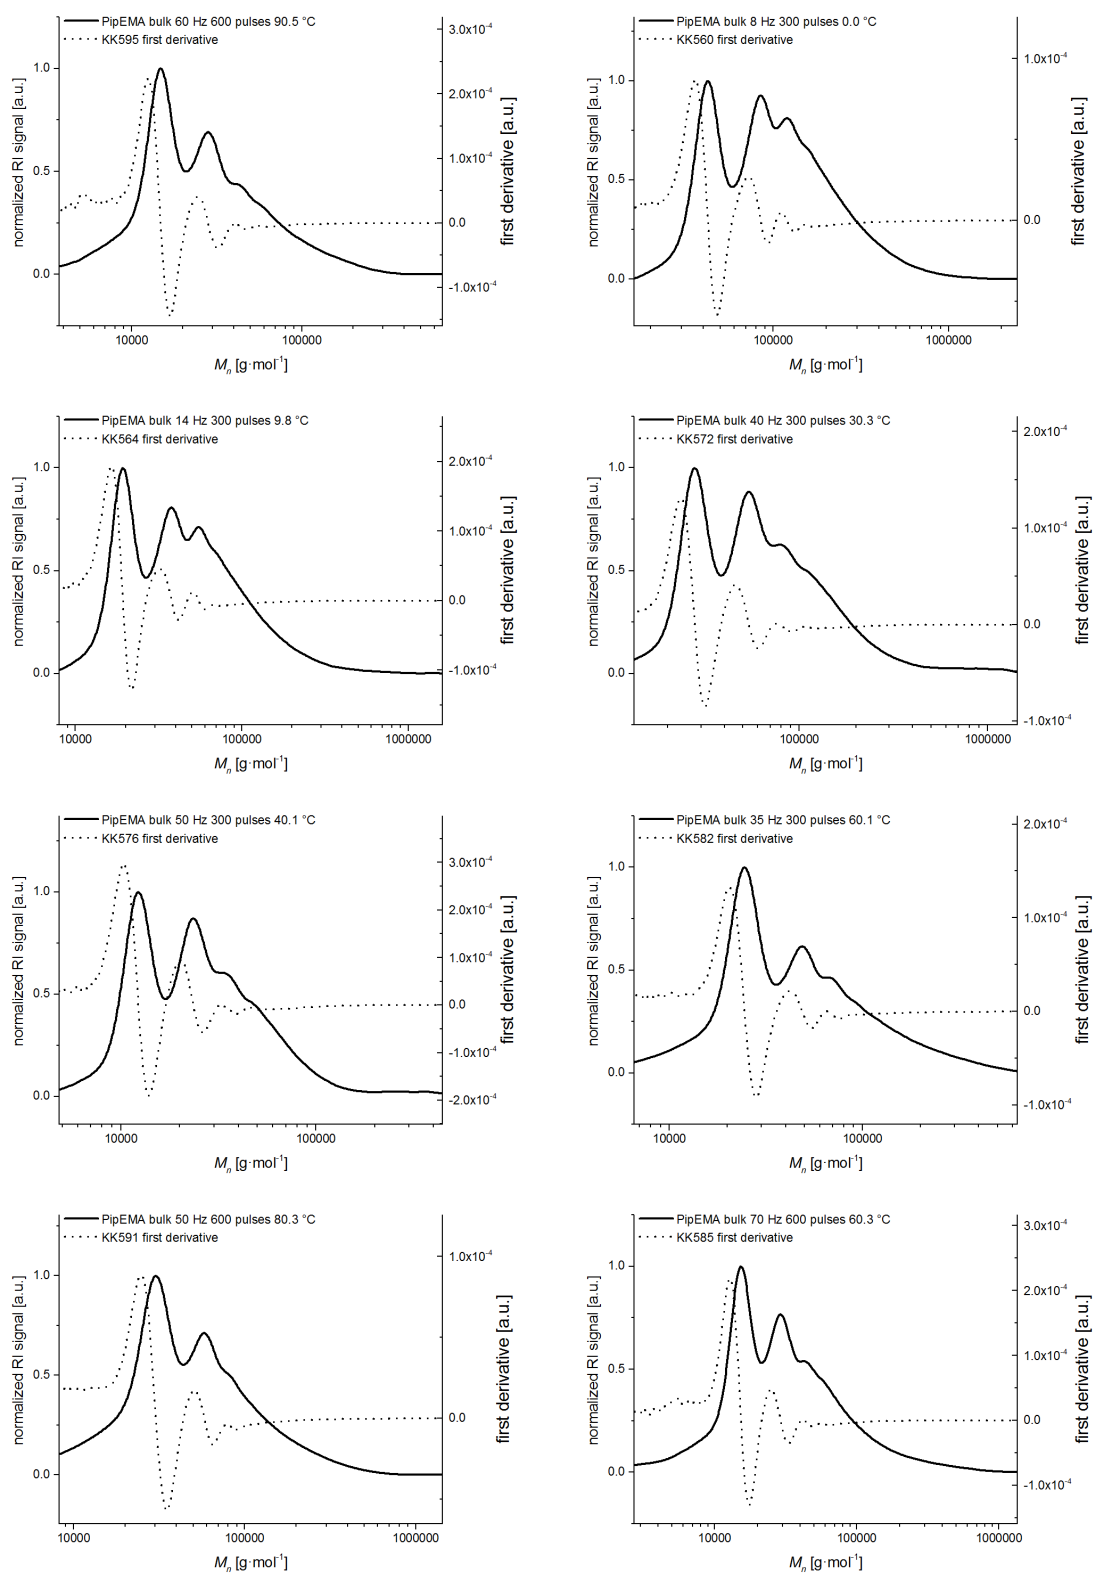 PipEMA bulk 60 Hz 600 pulses 90.5 °C
KK595 first derivative
normalized RI signal [a.u.]
1.0
0.5
0.0
3.0x10⁻⁴
2.0x10⁻⁴
1.0x10⁻⁴
0.0
-1.0x10⁻⁴
first derivative [a.u.]
10000 100000
Mₙ [g·mol⁻¹]
PipEMA bulk 8 Hz 300 pulses 0.0 °C
KK560 first derivative
normalized RI signal [a.u.]
1.0
0.5
0.0
1.0x10⁻⁴
0.0
first derivative [a.u.]
100000 1000000
Mₙ [g·mol⁻¹]
PipEMA bulk 14 Hz 300 pulses 9.8 °C
KK564 first derivative
normalized RI signal [a.u.]
1.0
0.5
0.0
2.0x10⁻⁴
1.0x10⁻⁴
0.0
-1.0x10⁻⁴
first derivative [a.u.]
10000 100000 1000000
Mₙ [g·mol⁻¹]
PipEMA bulk 40 Hz 300 pulses 30.3 °C
KK572 first derivative
normalized RI signal [a.u.]
1.0
0.5
0.0
2.0x10⁻⁴
1.0x10⁻⁴
0.0
-1.0x10⁻⁴
first derivative [a.u.]
100000 1000000
Mₙ [g·mol⁻¹]
PipEMA bulk 50 Hz 300 pulses 40.1 °C
KK576 first derivative
normalized RI signal [a.u.]
1.0
0.5
0.0
3.0x10⁻⁴
2.0x10⁻⁴
1.0x10⁻⁴
0.0
-1.0x10⁻⁴
-2.0x10⁻⁴
first derivative [a.u.]
10000 100000
Mₙ [g·mol⁻¹]
PipEMA bulk 35 Hz 300 pulses 60.1 °C
KK582 first derivative
normalized RI signal [a.u.]
1.0
0.5
0.0
2.0x10⁻⁴
1.0x10⁻⁴
0.0
-1.0x10⁻⁴
first derivative [a.u.]
10000 100000
Mₙ [g·mol⁻¹]
PipEMA bulk 50 Hz 600 pulses 80.3 °C
KK591 first derivative
normalized RI signal [a.u.]
1.0
0.5
0.0
1.0x10⁻⁴
0.0
first derivative [a.u.]
10000 100000 1000000
Mₙ [g·mol⁻¹]
PipEMA bulk 70 Hz 600 pulses 60.3 °C
KK585 first derivative
normalized RI signal [a.u.]
1.0
0.5
0.0
3.0x10⁻⁴
2.0x10⁻⁴
1.0x10⁻⁴
0.0
-1.0x10⁻⁴
first derivative [a.u.]
10000 100000 1000000
Mₙ [g·mol⁻¹]